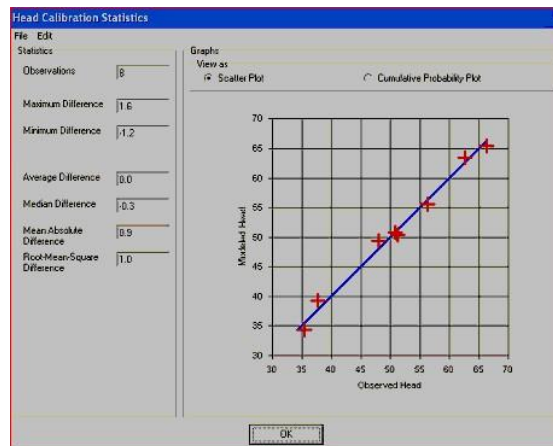 Head Calibration Statistics
File Edit
Statistics
Observations 8
Maximum Difference 1.6
Minimum Difference -1.2
Average Difference 0.0
Median Difference -0.3
Mean Absolute
Difference 0.9
Root-Mean-Square
Difference 1.0
Graphs
View as
Scatter Plot
Cumulative Probability Plot
70
65
60
55
50
45
40
35
30
Modeled Head
30 35 40 45 50 55 60 65 70
Observed Head
OK